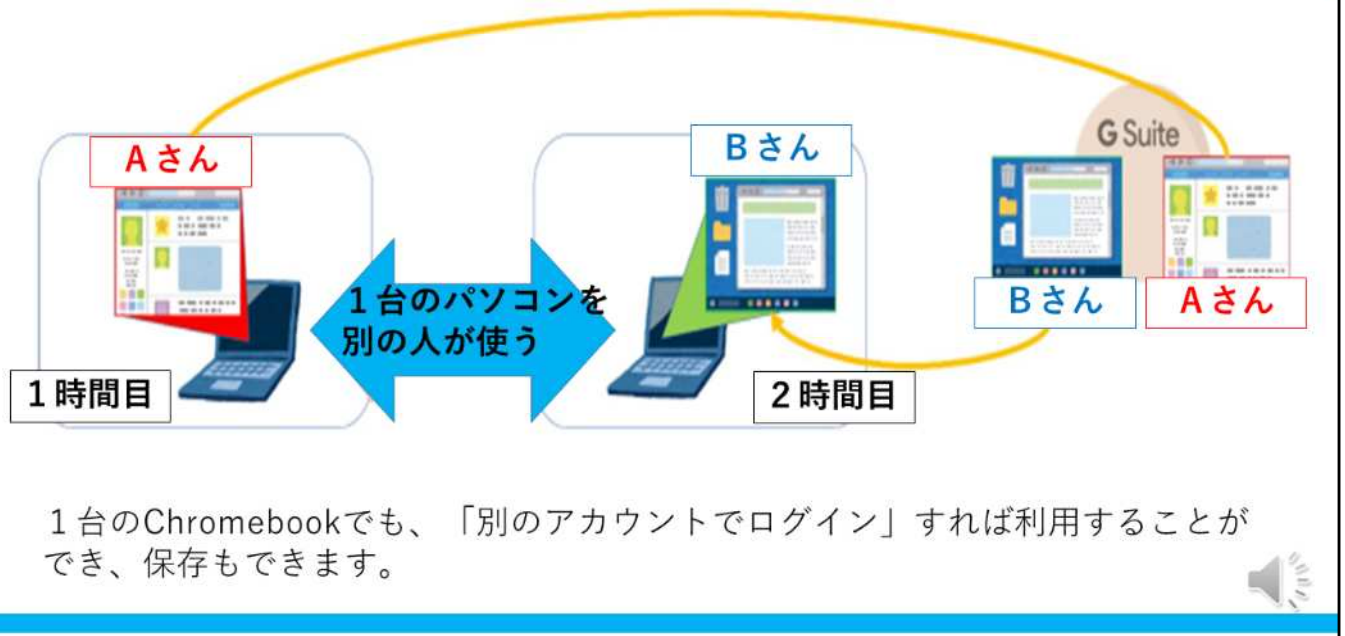 G Suite
Aさん
Bさん
Bさん
Aさん
１台のパソコンを
別の人が使う
１時間目
２時間目
１台のChromebookでも、「別のアカウントでログイン」すれば利用することが
でき、保存もできます。